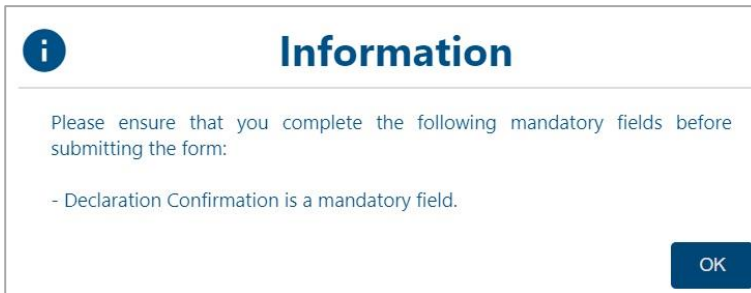 Information
Please ensure that you complete the following mandatory fields before
submitting the form:
- Declaration Confirmation is a mandatory field.
OK